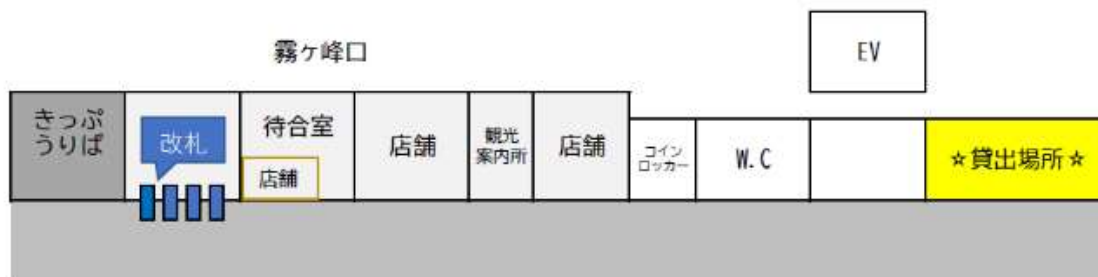 霧ヶ峰口
EV
きっぷ
うりば
改札
待合室
店舗
店舗
観光
案内所
店舗
コイン
ロッカー
W.C
☆貸出場所☆